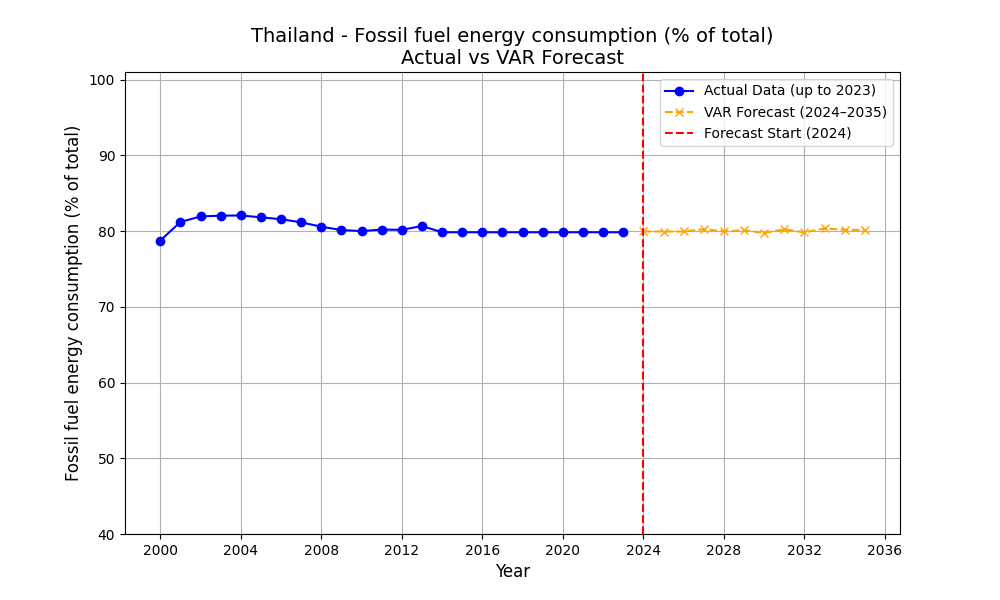 Thailand - Fossil fuel energy consumption (% of total)
Actual vs VAR Forecast
Actual Data (up to 2023)
VAR Forecast (2024–2035)
Forecast Start (2024)
Fossil fuel energy consumption (% of total)
100
90
80
70
60
50
40
2000 2004 2008 2012 2016 2020 2024 2028 2032 2036
Year